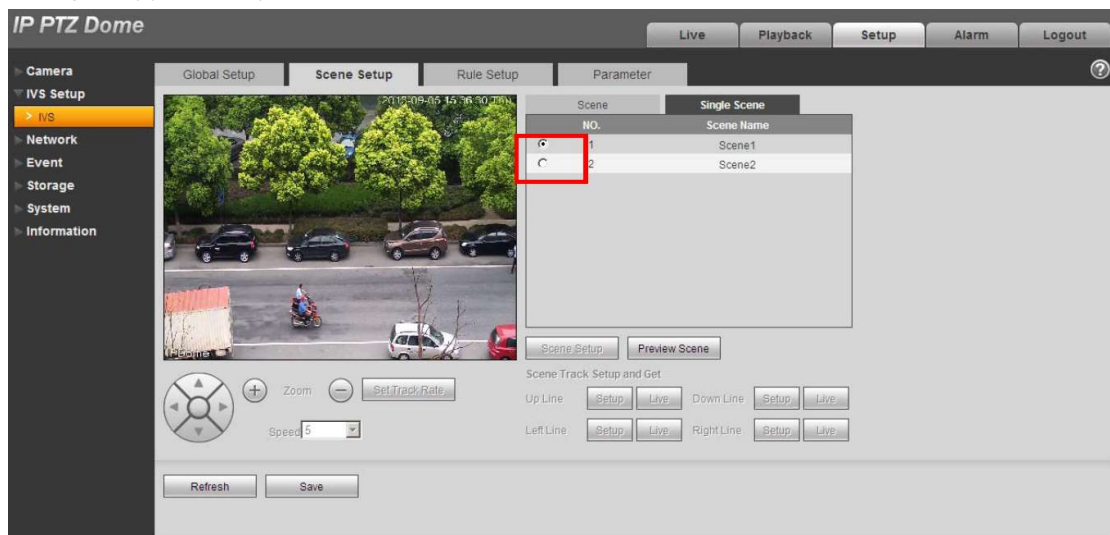 IP PTZ Dome
Live Playback Setup Alarm Logout
Camera
IVS Setup
> IVS
Network
Event
Storage
System
Information
Global Setup Scene Setup Rule Setup Parameter
?
Scene Single Scene
NO. Scene Name
1 Scene1
2 Scene2
Scene Setup Preview Scene
Scene Track Setup and Get
Up Line Setup Live Down Line Setup Live
Left Line Setup Live Right Line Setup Live
Zoom Set Track Rate
Speed 5
Refresh Save